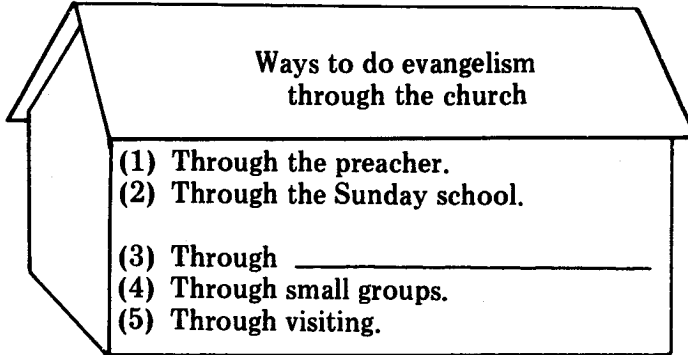 Ways to do evangelism
through the church
(1) Through the preacher.
(2) Through the Sunday school.
(3) Through ____________________
(4) Through small groups.
(5) Through visiting.